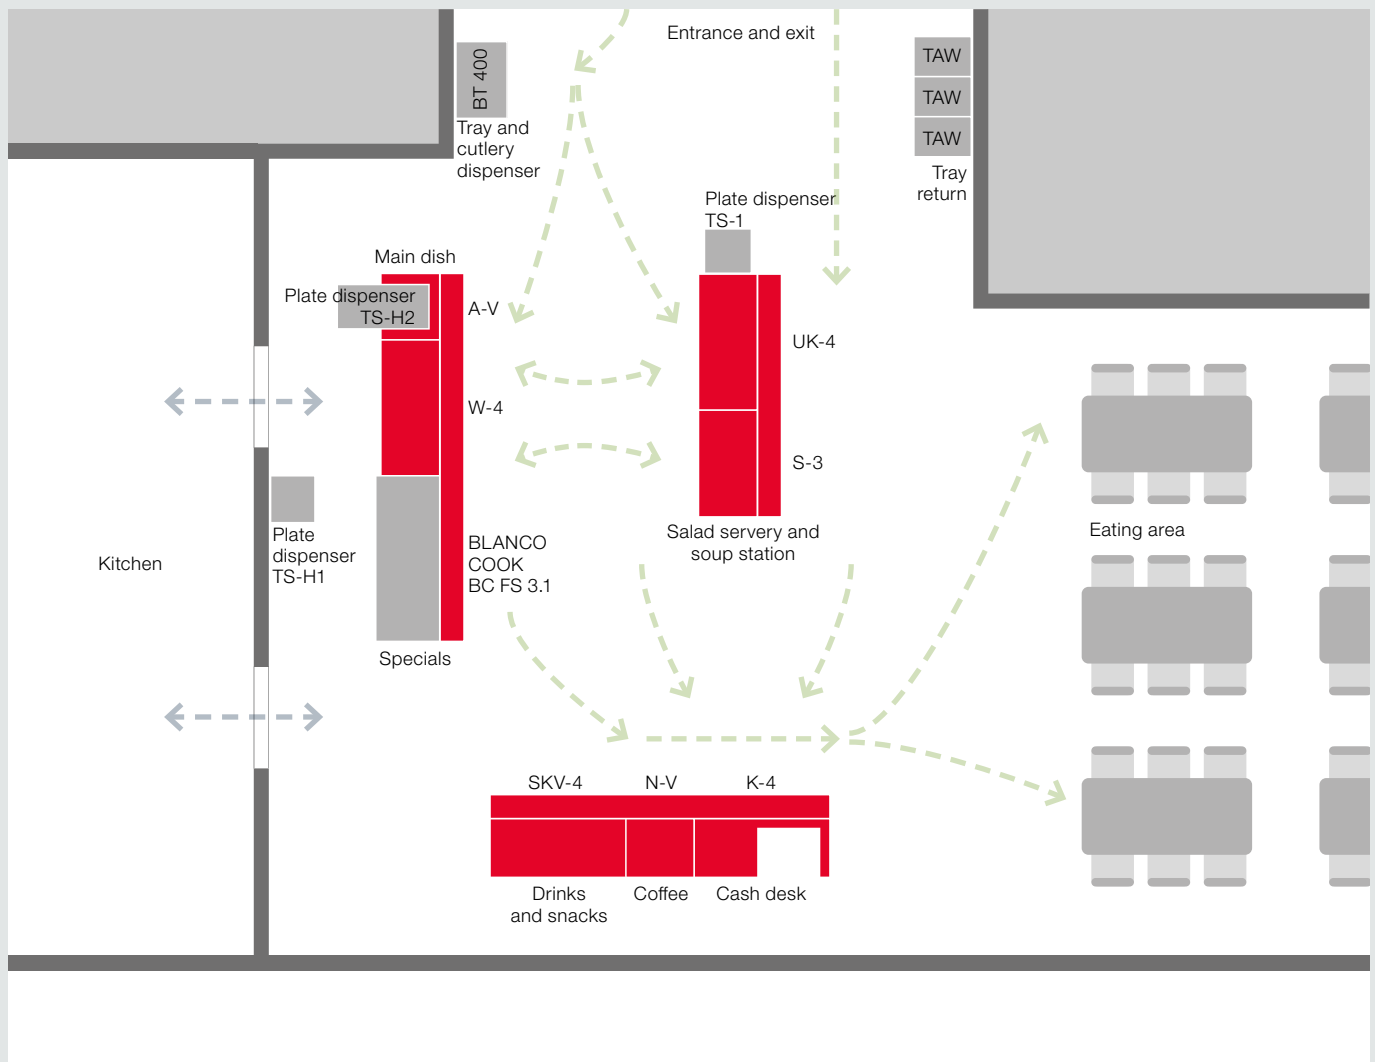 Entrance and exit
BT 400
TAW
TAW
TAW
Tray and
cutlery
dispenser
Tray
return
Plate dispenser
TS-1
Main dish
Plate dispenser
TS-H2
A-V
UK-4
W-4
S-3
Salad servery and
soup station
Eating area
Plate
dispenser
TS-H1
Kitchen
BLANCO
COOK
BC FS 3.1
Specials
SKV-4
N-V
K-4
Drinks
and snacks
Coffee
Cash desk